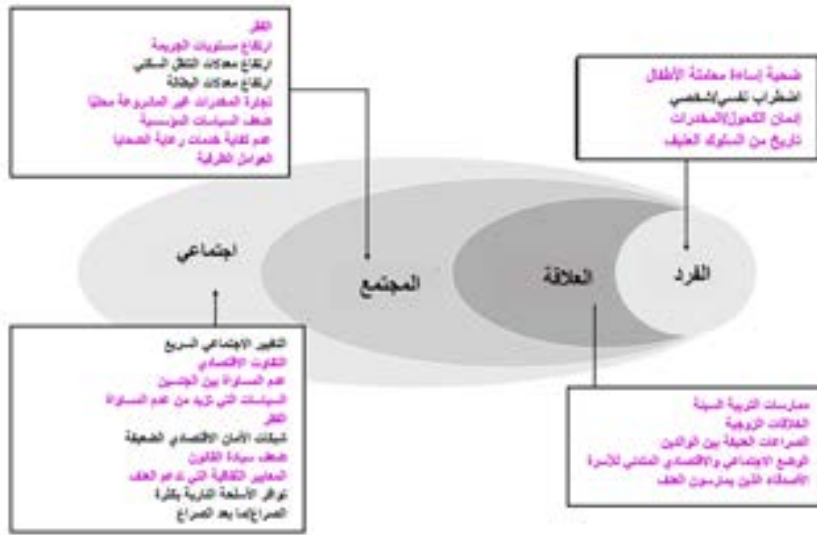 الفقر
ارتفاع مستويات الجريمة
ارتفاع معدلات التنقل السكني
ارتفاع معدلات البطالة
تجارة المخدرات غير المشروعة محليًا
ضعف السياسات المؤسسية
عدم كفاية خدمات رعاية الضحايا
العوامل الظرفية
ضحية إساءة معاملة الأطفال
اضطراب نفسي/شخصي
إدمان الكحول/المخدرات
تاريخ من السلوك العنيف
الفرد
العلاقة
المجتمع
اجتماعي
التغيير الاجتماعي السريع
التفاوت الاقتصادي
عدم المساواة بين الجنسين
السياسات التي تزيد من عدم المساواة
الفقر
شبكات الأمان الاقتصادي الضعيفة
ضعف سيادة القانون
المعايير الثقافية التي تدعم العنف
توافر الأسلحة النارية بكثرة
الصراع/ما بعد الصراع
ممارسات التربية السيئة
الخلافات الزوجية
الصراعات العنيفة بين الوالدين
الوضع الاجتماعي والاقتصادي المتدني للأسرة
الأصدقاء الذين يمارسون العنف